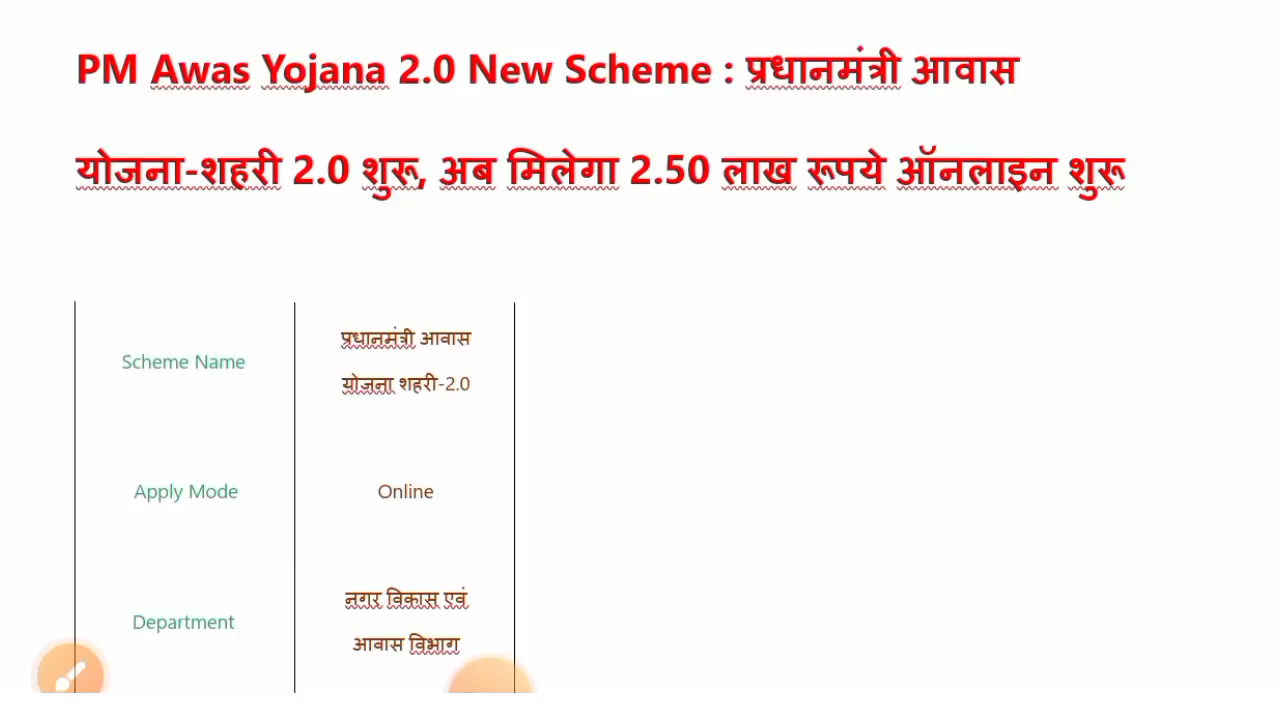 PM Awas Yojana 2.0 New Scheme : प्रधानमंत्री आवास
योजना-शहरी 2.0 शुरू, अब मिलेगा 2.50 लाख रूपये ऑनलाइन शुरू
Scheme Name
प्रधानमंत्री आवास
योजना शहरी-2.0
Apply Mode
Online
Department
नगर विकास एवं
आवास विभाग